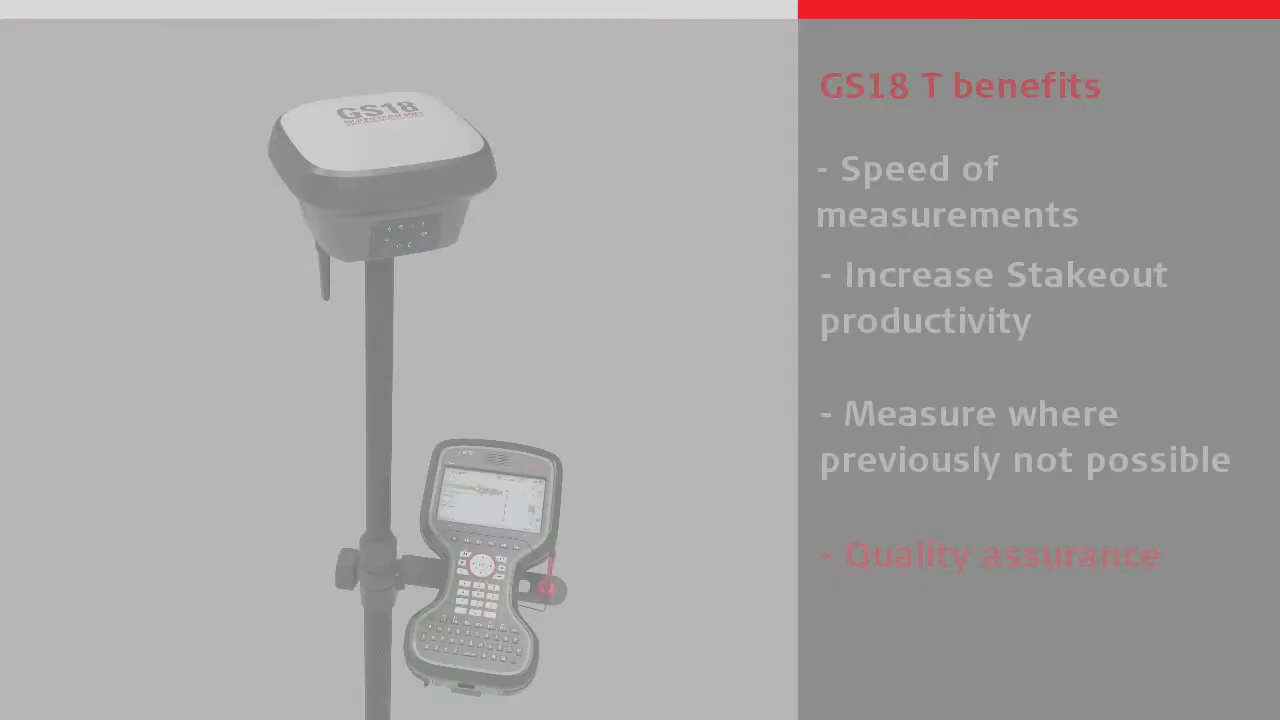 GS18
GS18 T benefits
- Speed of
measurements
- Increase Stakeout
productivity
- Measure where
previously not possible
- Quality assurance